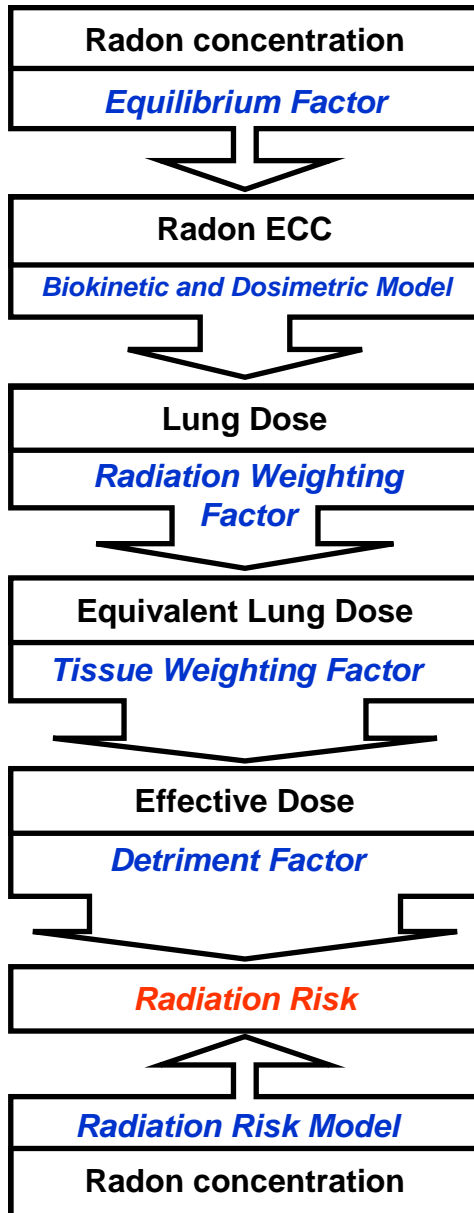 Radon concentration
Equilibrium Factor
Radon ECC
Biokinetic and Dosimetric Model
Lung Dose
Radiation Weighting
Factor
Equivalent Lung Dose
Tissue Weighting Factor
Effective Dose
Detriment Factor
Radiation Risk
Radiation Risk Model
Radon concentration